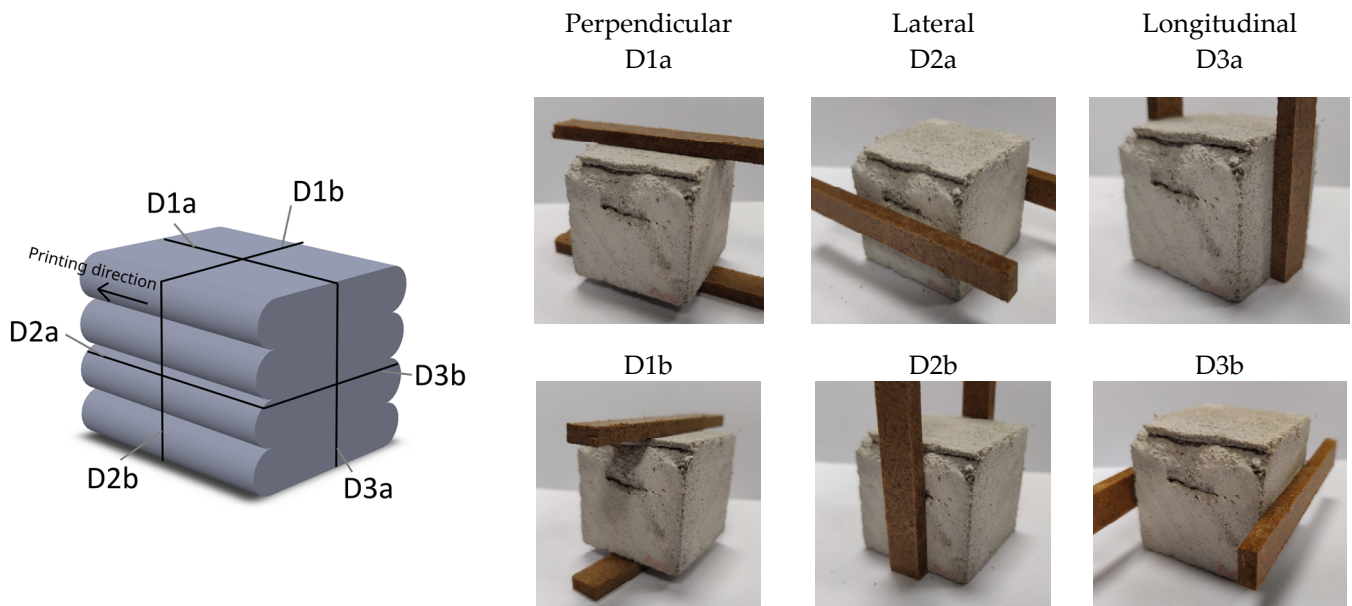 Perpendicular
D1a
Lateral
D2a
Longitudinal
D3a
D1a
D1b
Printing direction
D2a
D3b
D2b
D3a
D1b
D2b
D3b